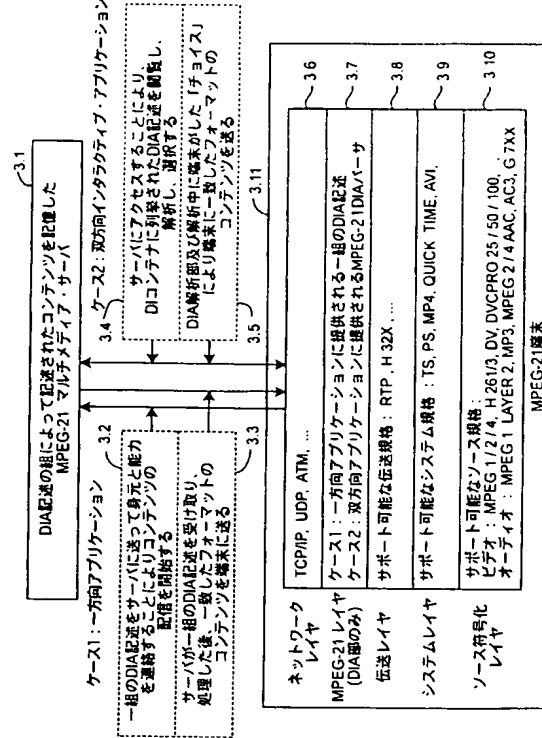 3.1
DIA記述の組によって記述されたコンテンツを記憶した
MPEG-21 マルチメディア・サーバ
ケース1：一方向アプリケーション
ケース2：双方向インタラクティブ・アプリケーション
3.2
一組のDIA記述をサーバに送って身元と能力
を連絡することによりコンテンツの
配信を開始する
サーバが一組のDIA記述を受け取り、
処理した後、一致したフォーマットの
コンテンツを端末に送る
3.3
3.4
サーバにアクセスすることにより、
DIコンテナに列挙されたDIA記述を閲覧し、
解析し、選択する
DIA解析部及び解析中に端末がした「チョイス」
により端末に一致したフォーマットの
コンテンツを送る
3.5
3.11
ネットワーク
レイヤ
TCP/IP, UDP, ATM, ...
3.6
MPEG-21 レイヤ
(DIA部のみ)
ケース1：一方向アプリケーションに提供される一組のDIA記述
ケース2：双方向アプリケーションに提供されるMPEG-21DIAパーサ
3.7
伝送レイヤ
サポート可能な伝送規格： RTP, H 32X, ...
3.8
システムレイヤ
サポート可能なシステム規格：TS, PS, MP4, QUICK TIME, AVI,
3.9
ソース符号化
レイヤ
サポート可能なソース規格：
ビデオ： MPEG 1/2/4, H 261/3, DV, DVCPRO 25/50/100,
オーディオ： MPEG 1 LAYER 2, MP3, MPEG 2/4 AAC, AC3, G 7XX
3 10
MPEG-21端末